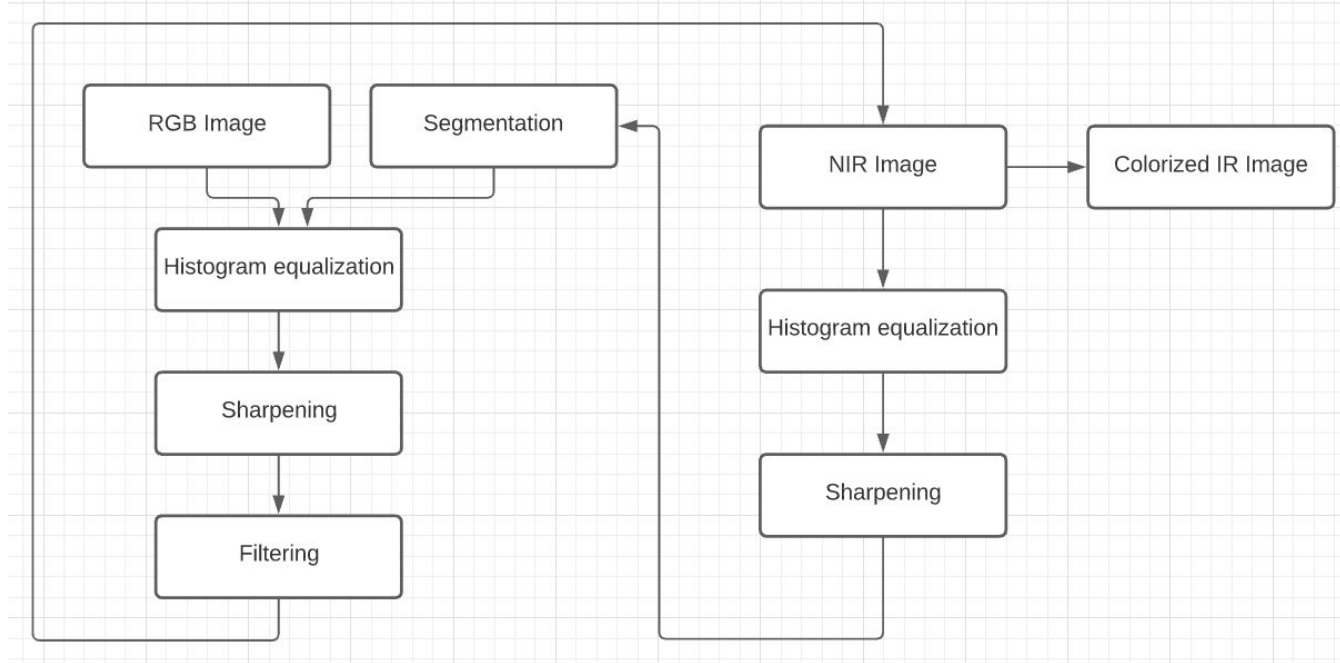 RGB Image
Segmentation
NIR Image
Colorized IR Image
Histogram equalization
Histogram equalization
Sharpening
Sharpening
Filtering